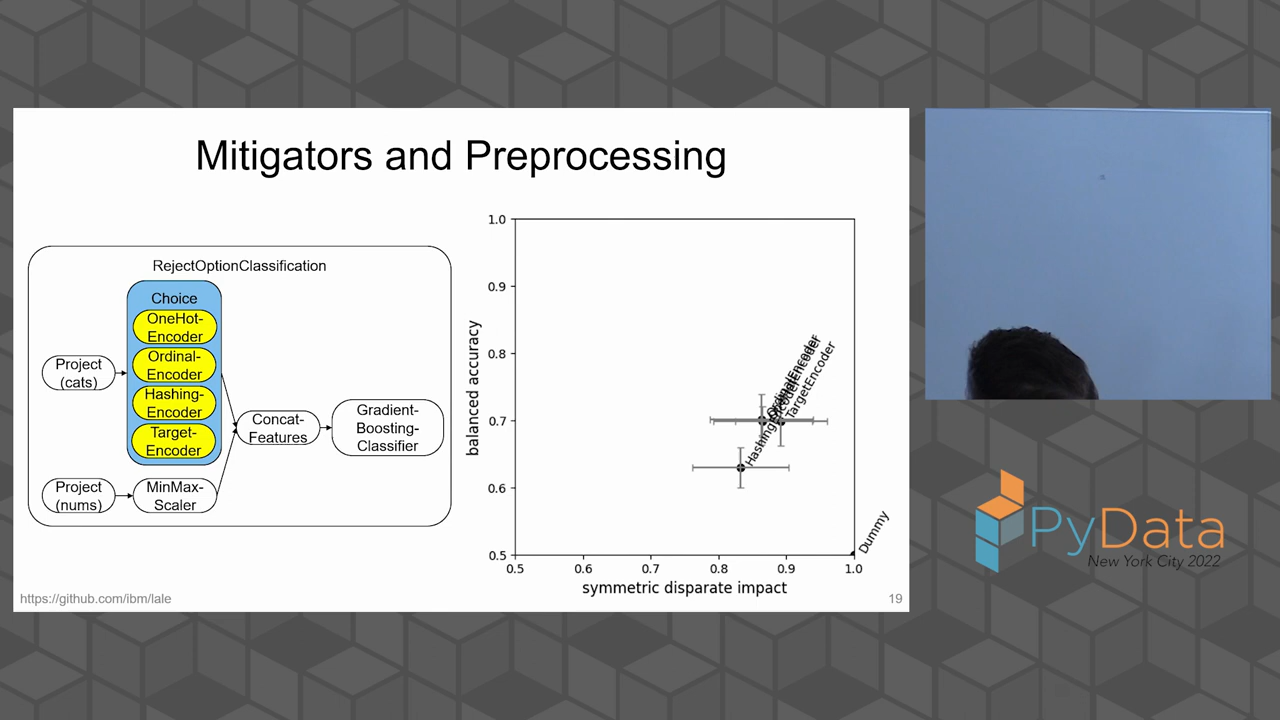 Mitigators and Preprocessing
RejectOptionClassification
Choice
OneHot-
Encoder
Ordinal-
Encoder
Hashing-
Encoder
Target-
Encoder
Project
(cats)
Project
(nums)
MinMax-
Scaler
Concat-
Features
Gradient-
Boosting-
Classifier
balanced accuracy
1.0
0.9
0.8
0.7
0.6
0.5
TargetEncoder
Dummy
0.5 0.6 0.7 0.8 0.9 1.0
symmetric disparate impact
https://github.com/ibm/lale
19
PyData
New York City 2022